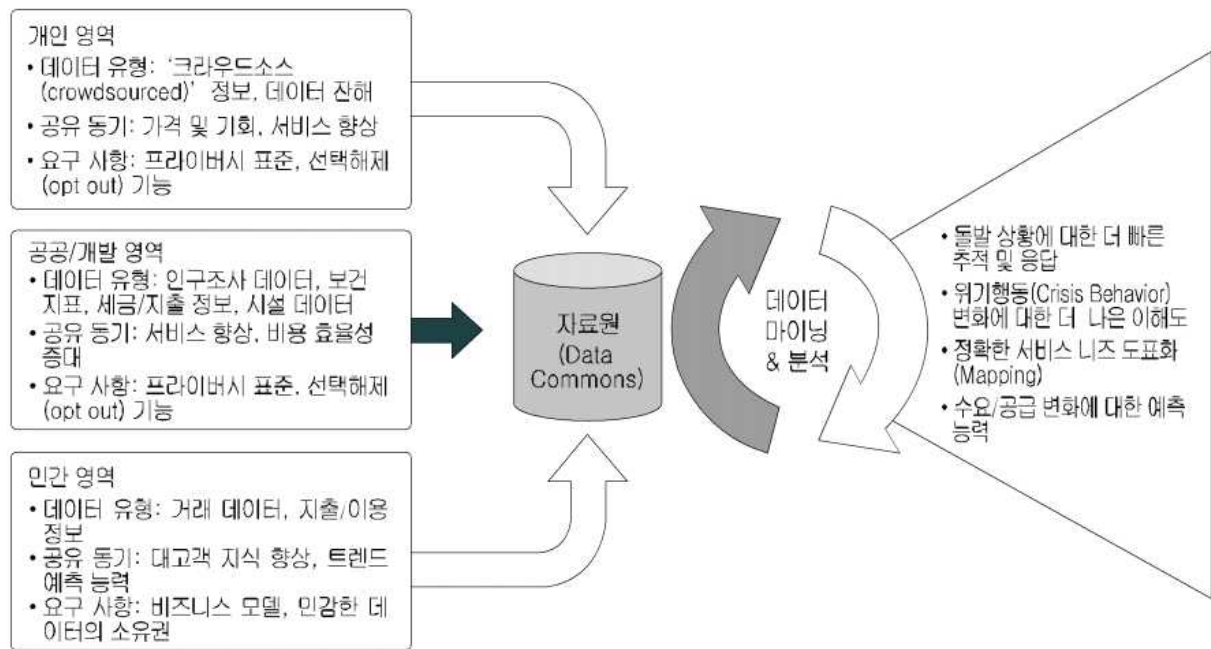 개인 영역
• 데이터 유형: ‘크라우드소스
(crowdsourced)’ 정보, 데이터 잔해
• 공유 동기: 가격 및 기회, 서비스 향상
• 요구 사항: 프라이버시 표준, 선택해제
(opt out) 기능
공공/개발 영역
• 데이터 유형: 인구조사 데이터, 보건
지표, 세금/지출 정보, 시설 데이터
• 공유 동기: 서비스 향상, 비용 효율성
증대
• 요구 사항: 프라이버시 표준, 선택해제
(opt out) 기능
민간 영역
• 데이터 유형: 거래 데이터, 지출/이용
정보
• 공유 동기: 대고객 지식 향상, 트렌드
예측 능력
• 요구 사항: 비즈니스 모델, 민감한 데
이터의 소유권
자료원
(Data
Commons)
데이터
마이닝
& 분석
• 돌발 상황에 대한 더 빠른
추적 및 응답
• 위기행동(Crisis Behavior)
변화에 대한 더 나은 이해도
• 정확한 서비스 니즈 도표화
(Mapping)
• 수요/공급 변화에 대한 예측
능력